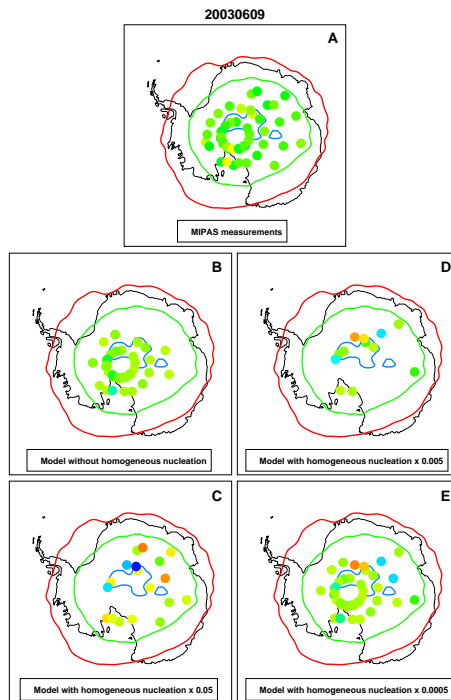 20030609
A
MIPAS measurements
B
Model without homogeneous nucleation
D
Model with homogeneous nucleation x 0.005
C
Model with homogeneous nucleation x 0.05
E
Model with homogeneous nucleation x 0.0005